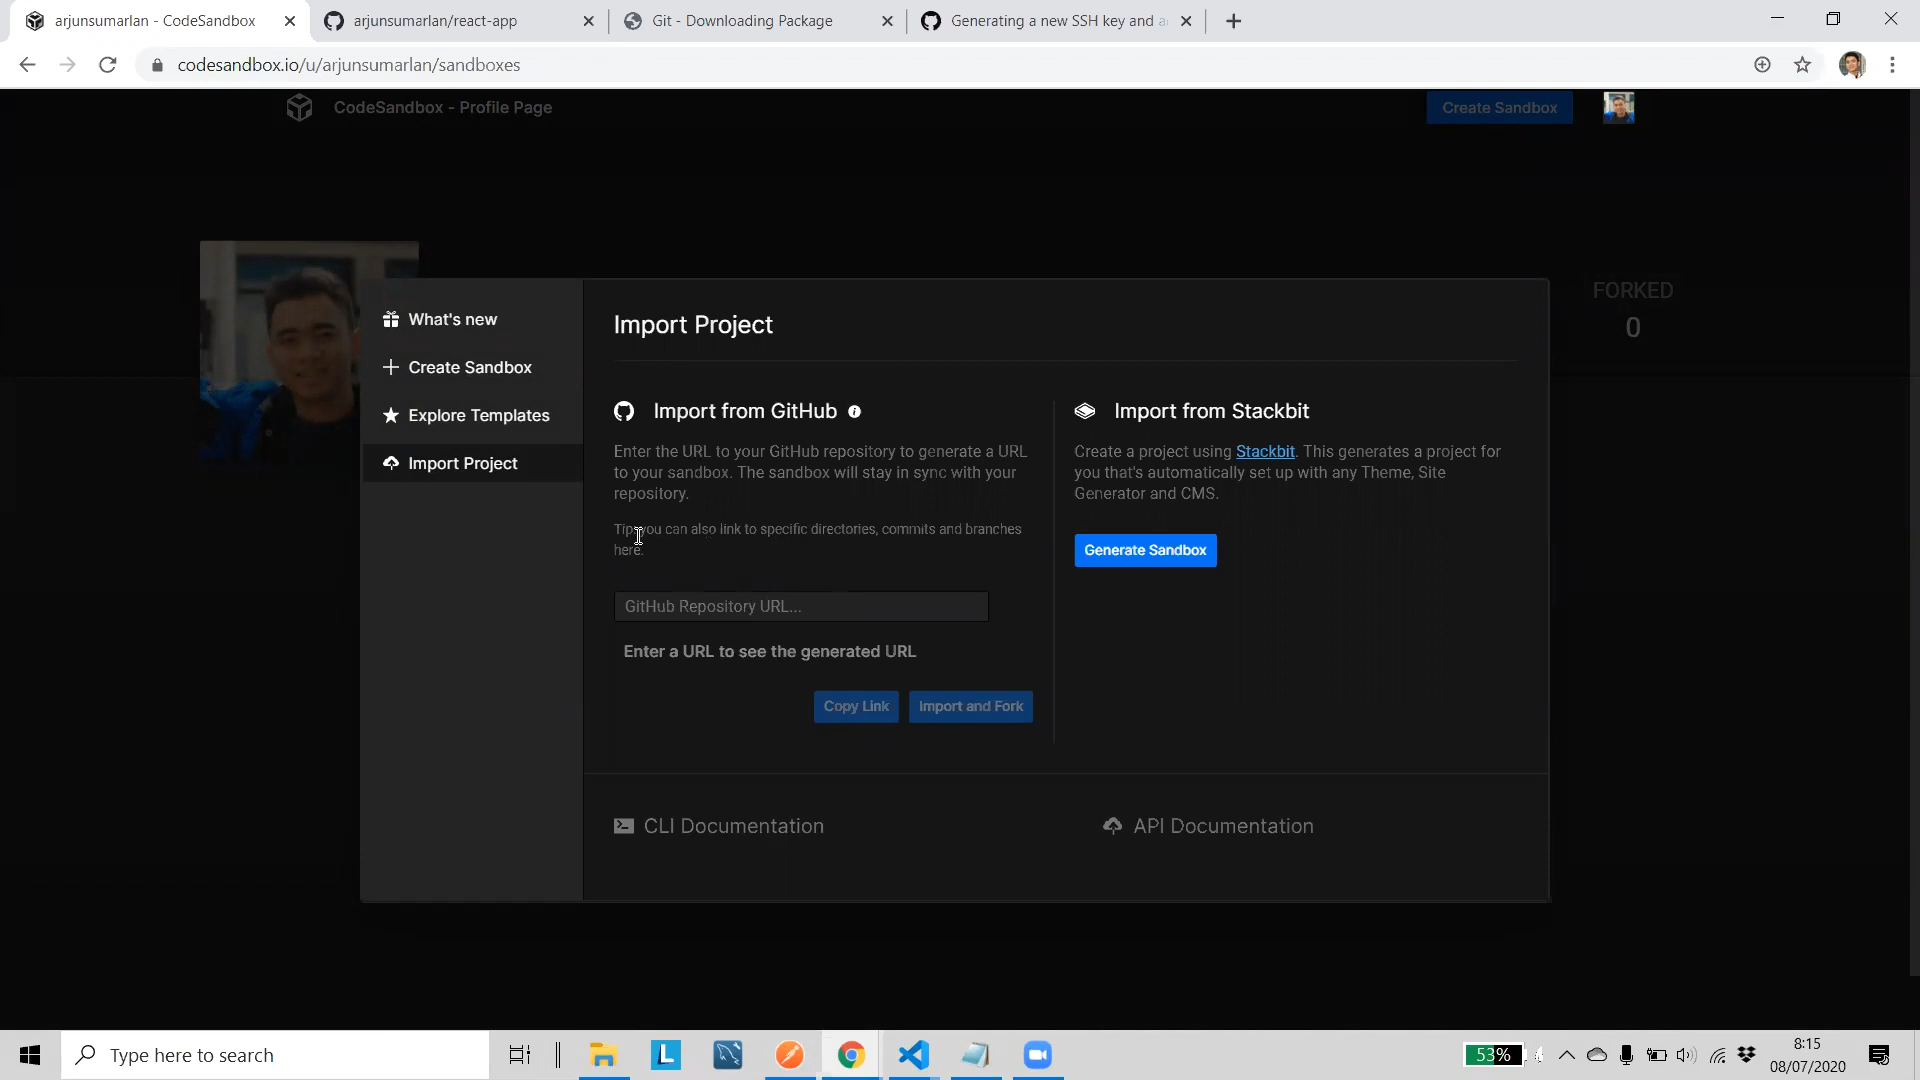 arjunsumarlan - CodeSandbox
arjunsumarlan/react-app
Git - Downloading Package
Generating a new SSH key and a
codesandbox.io/u/arjunsumarlan/sandboxes
CodeSandbox - Profile Page
Create Sandbox
FORKED
0
What's new
Create Sandbox
Explore Templates
Import Project
Import Project
Import from GitHub
Enter the URL to your GitHub repository to generate a URL
to your sandbox. The sandbox will stay in sync with your
repository.
Tip you can also link to specific directories, commits and branches
here.
GitHub Repository URL...
Enter a URL to see the generated URL
Copy Link
Import and Fork
Import from Stackbit
Create a project using Stackbit. This generates a project for
you that's automatically set up with any Theme, Site
Generator and CMS.
Generate Sandbox
CLI Documentation
API Documentation
Type here to search
L
53%
8:15
08/07/2020